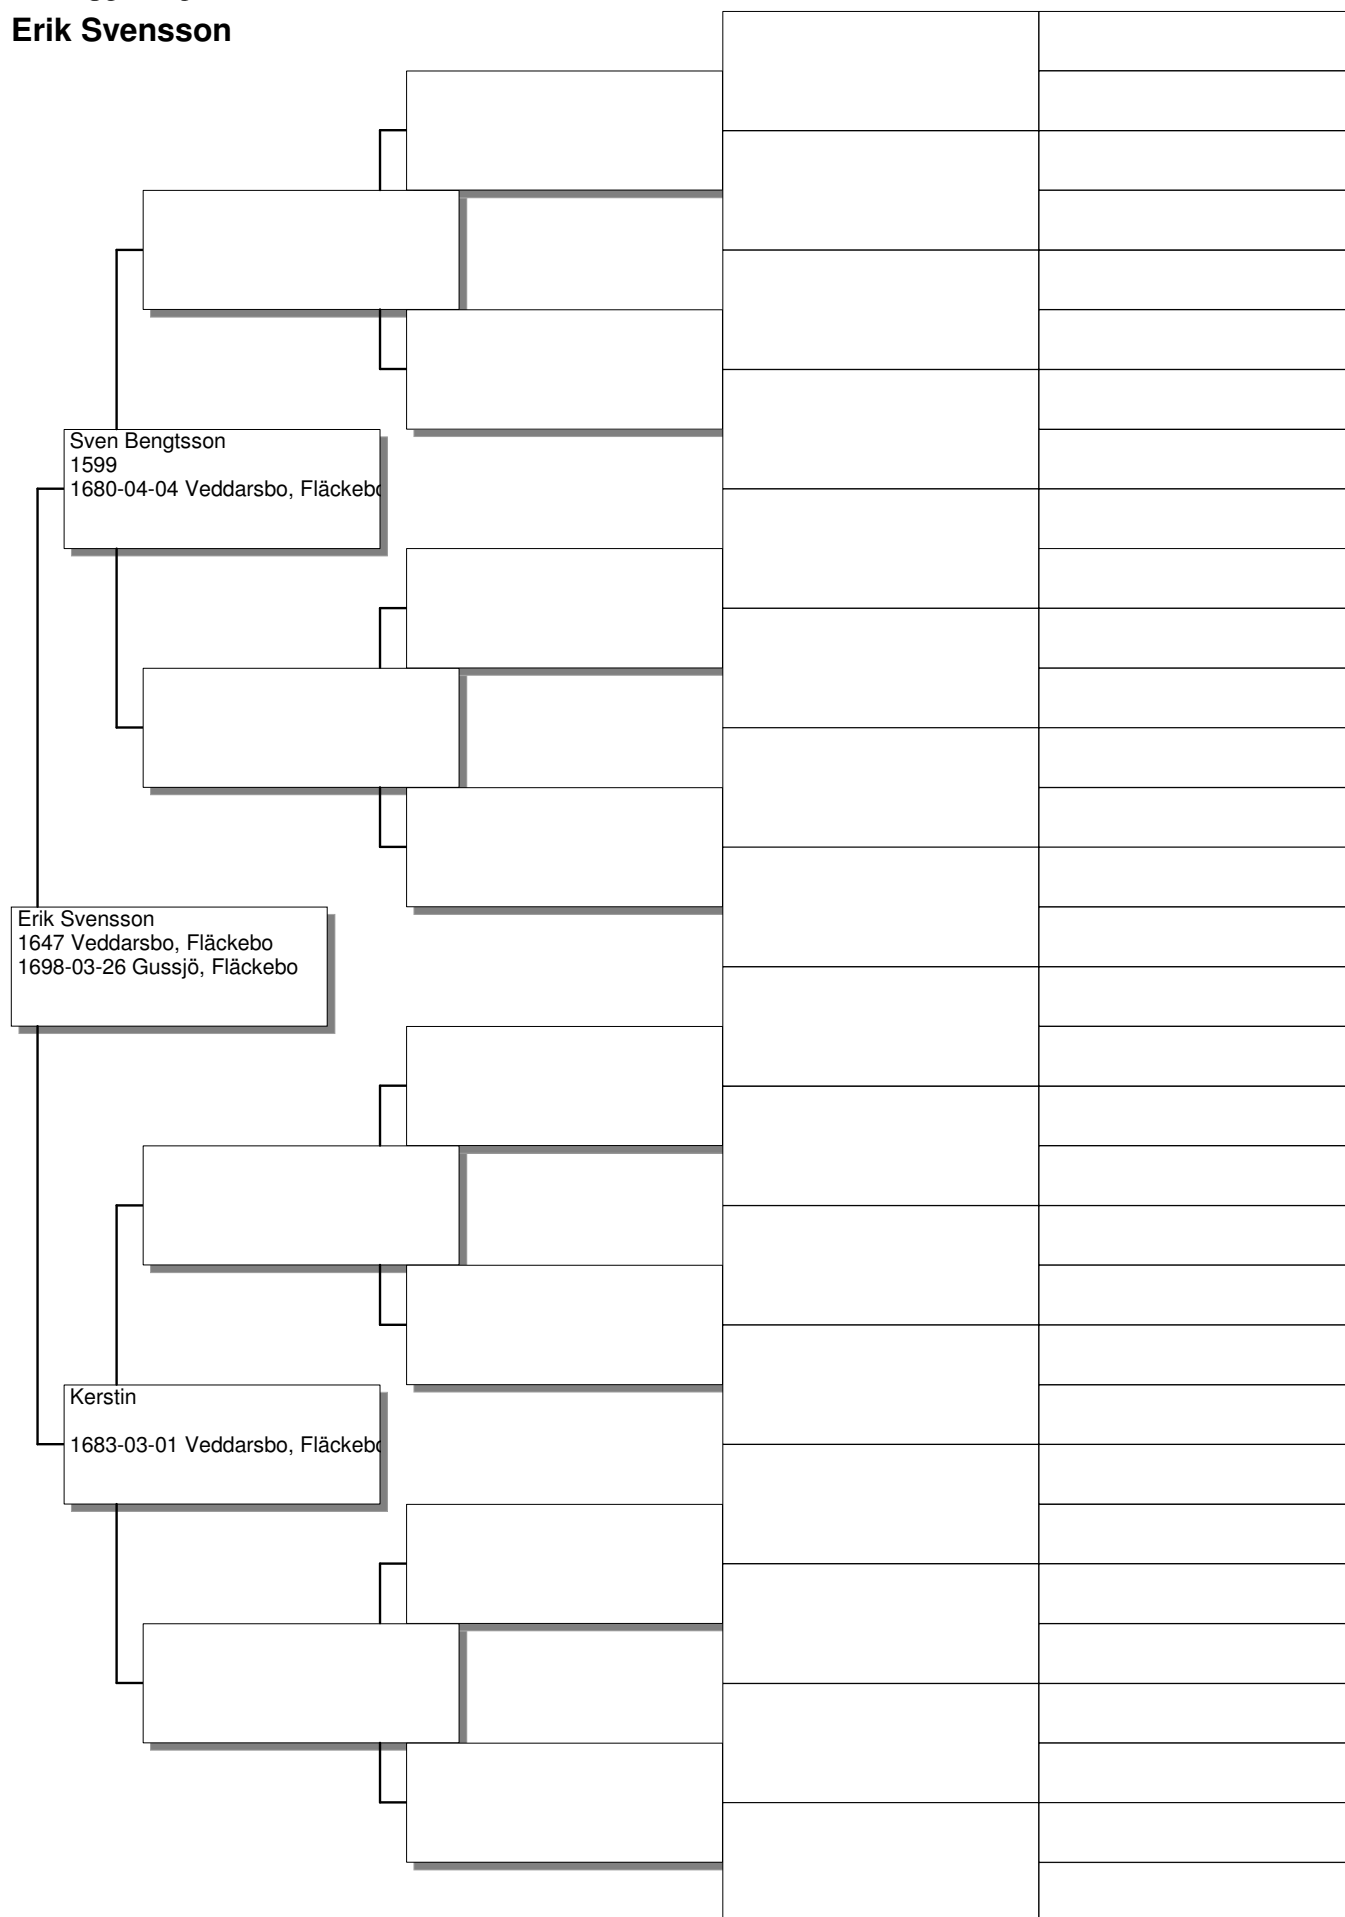 Erik Svensson
Sven Bengtsson
1599
1680-04-04 Veddarsbo, Fläckebo
Erik Svensson
1647 Veddarsbo, Fläckebo
1698-03-26 Gussjö, Fläckebo
Kerstin
1683-03-01 Veddarsbo, Fläckebo